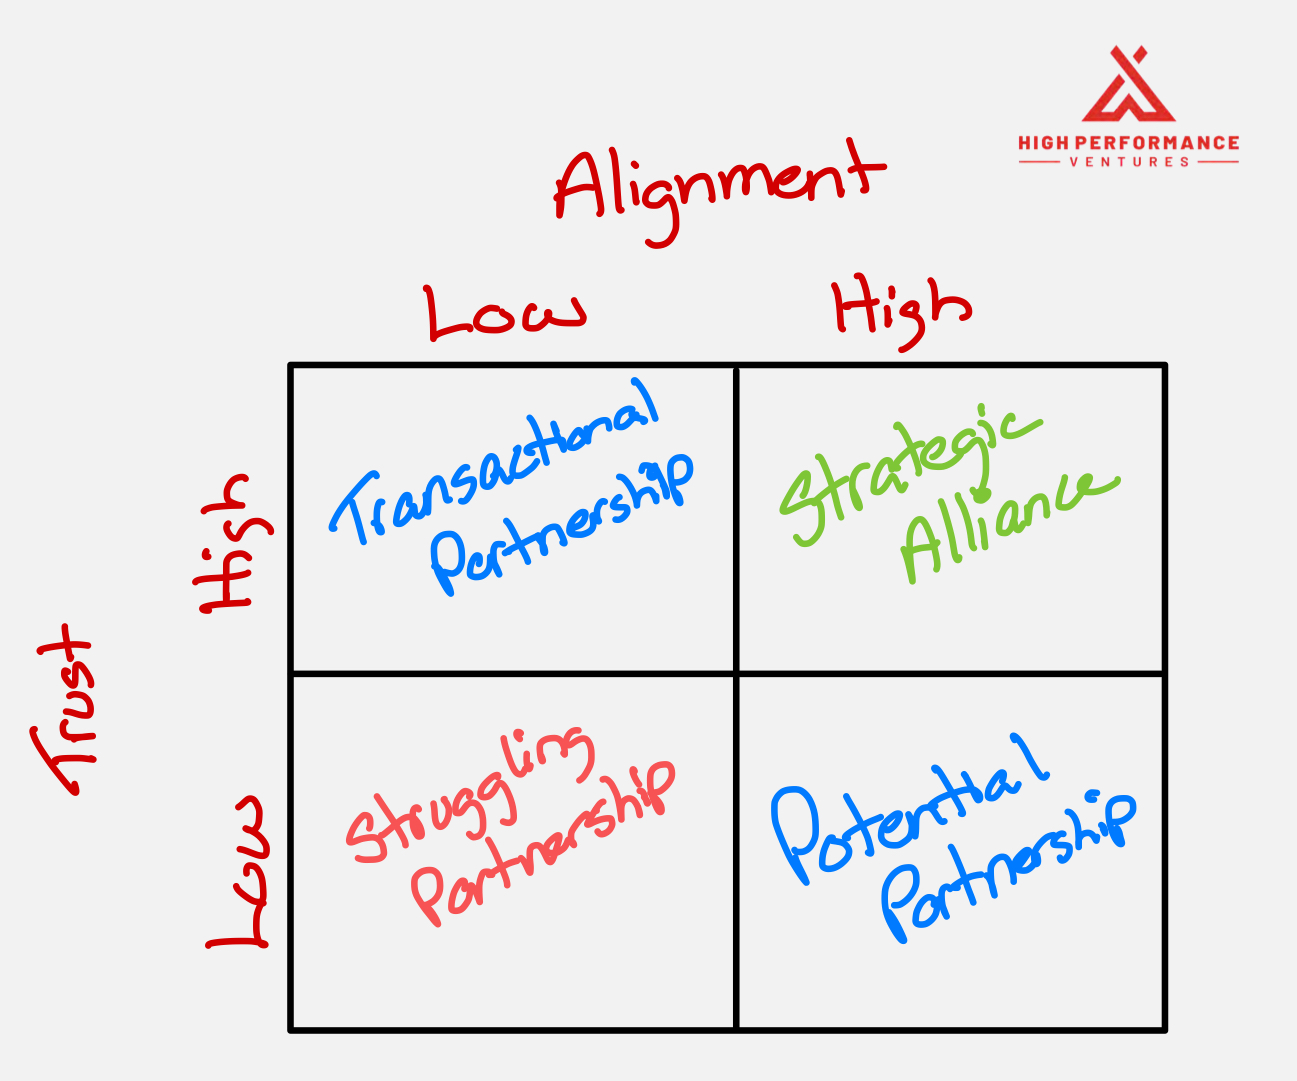 HIGH PERFORMANCE
VENTURES
Alignment
Low
High
Trust
High
Transactional
Partnership
Strategic
Alliance
Low
Struggling
Partnership
Potential
Partnership